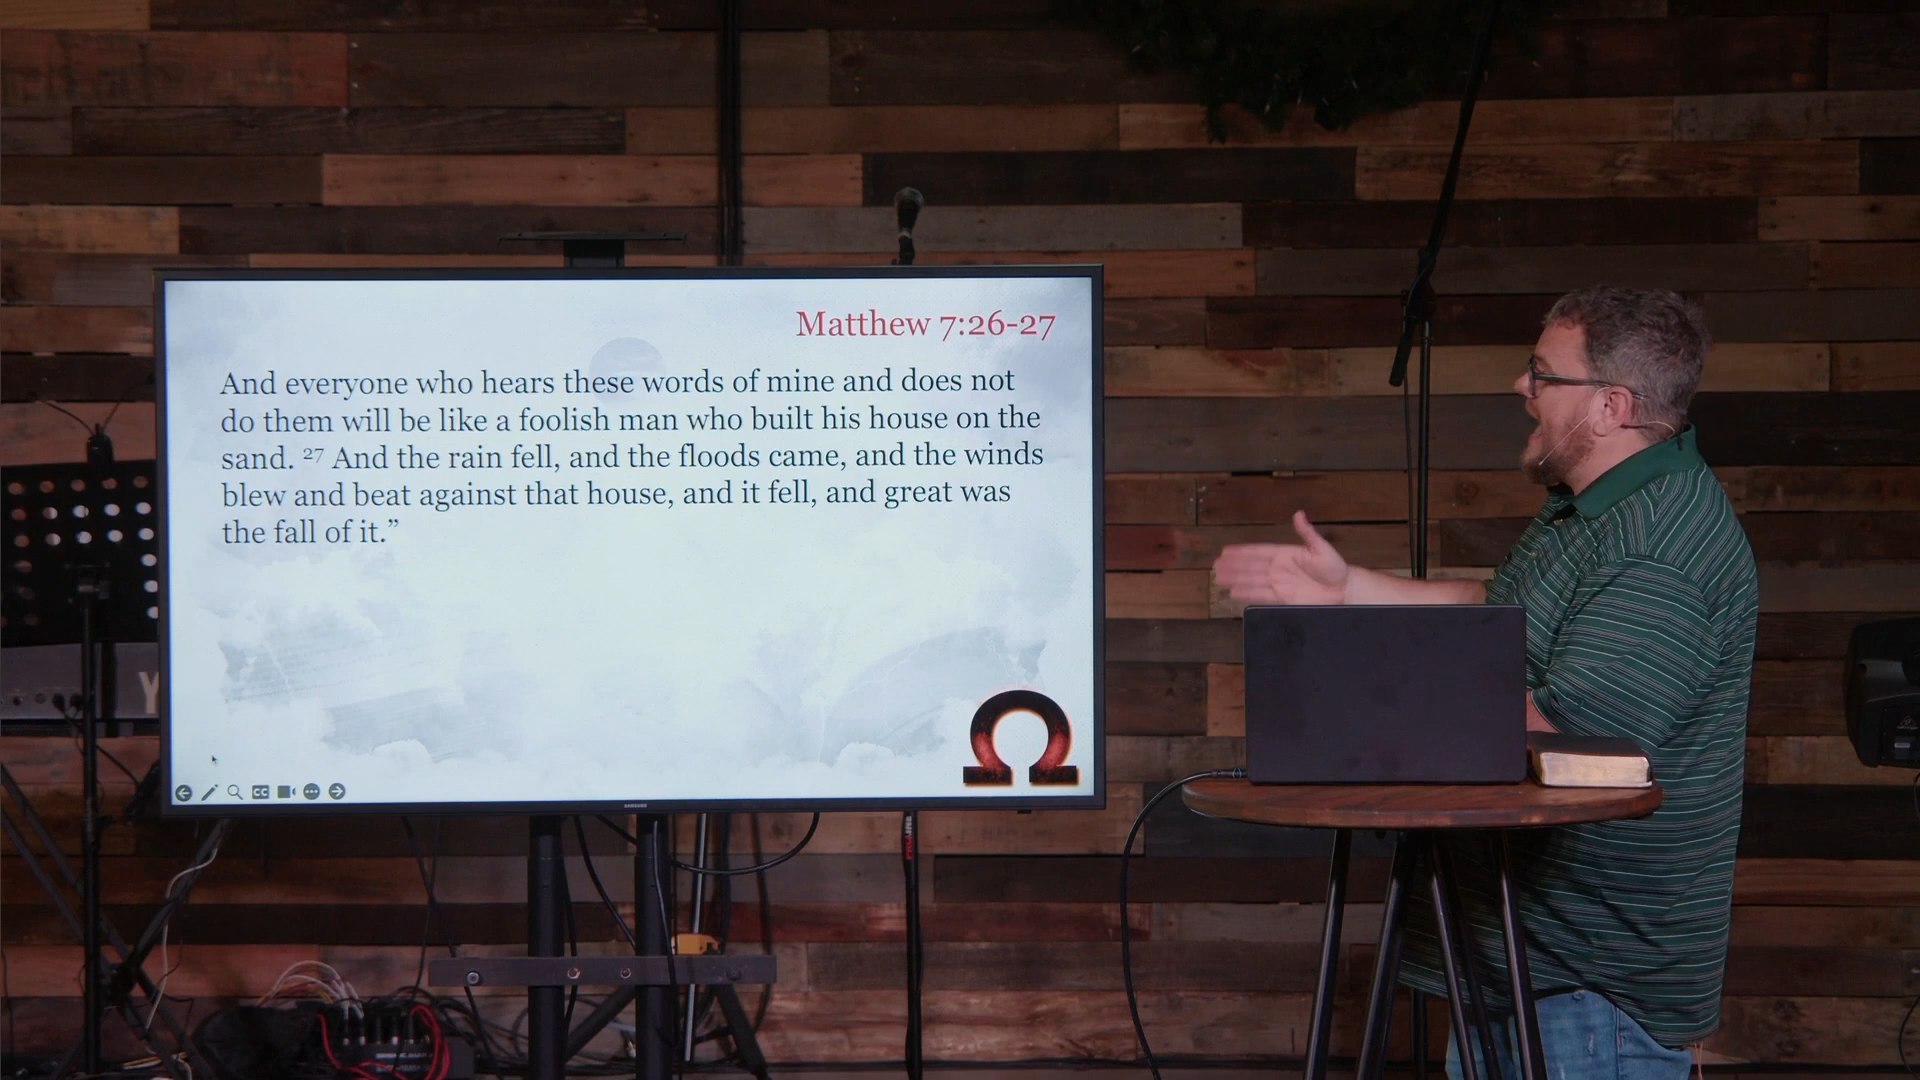 Matthew 7:26-27
And everyone who hears these words of mine and does not
do them will be like a foolish man who built his house on the
sand. 27 And the rain fell, and the floods came, and the winds
blew and beat against that house, and it fell, and great was
the fall of it.”
Ω
CC
SAMSUNG
Y